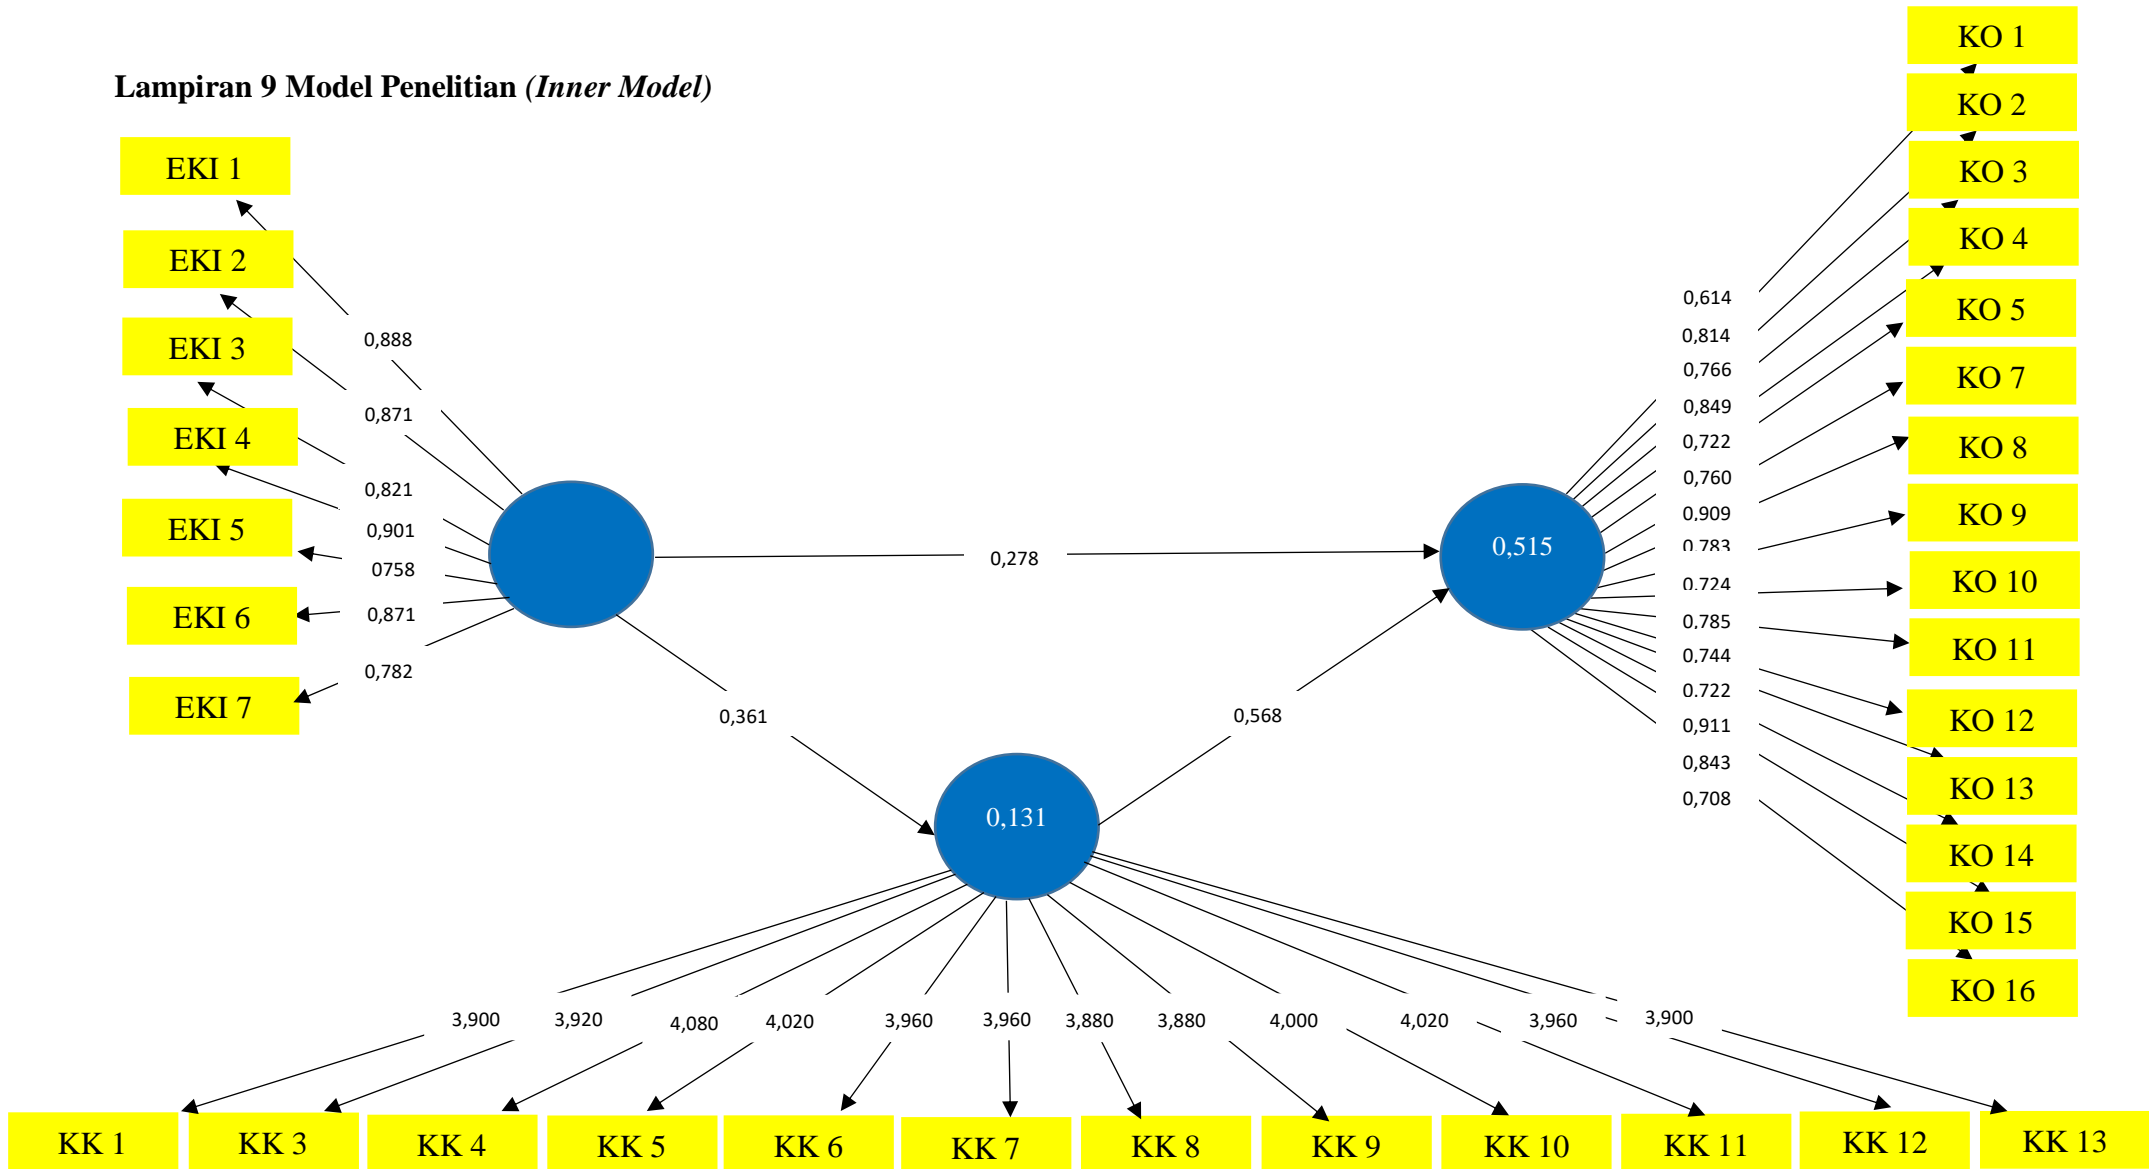 Lampiran 9 Model Penelitian (Inner Model)
EKI 1
EKI 2
EKI 3
EKI 4
EKI 5
EKI 6
EKI 7
0,888
0,871
0,821
0,901
0758
0,871
0,782
0,278
0,361
0,568
0,515
0,131
0,614
0,814
0,766
0,849
0,722
0,760
0,909
0,783
0,724
0,785
0,744
0,722
0,911
0,843
0,708
KO 1
KO 2
KO 3
KO 4
KO 5
KO 7
KO 8
KO 9
KO 10
KO 11
KO 12
KO 13
KO 14
KO 15
KO 16
3,900 3,920 4,080 4,020 3,960 3,960 3,880 3,880 4,000 4,020 3,960 3,900
KK 1 KK 3 KK 4 KK 5 KK 6 KK 7 KK 8 KK 9 KK 10 KK 11 KK 12 KK 13